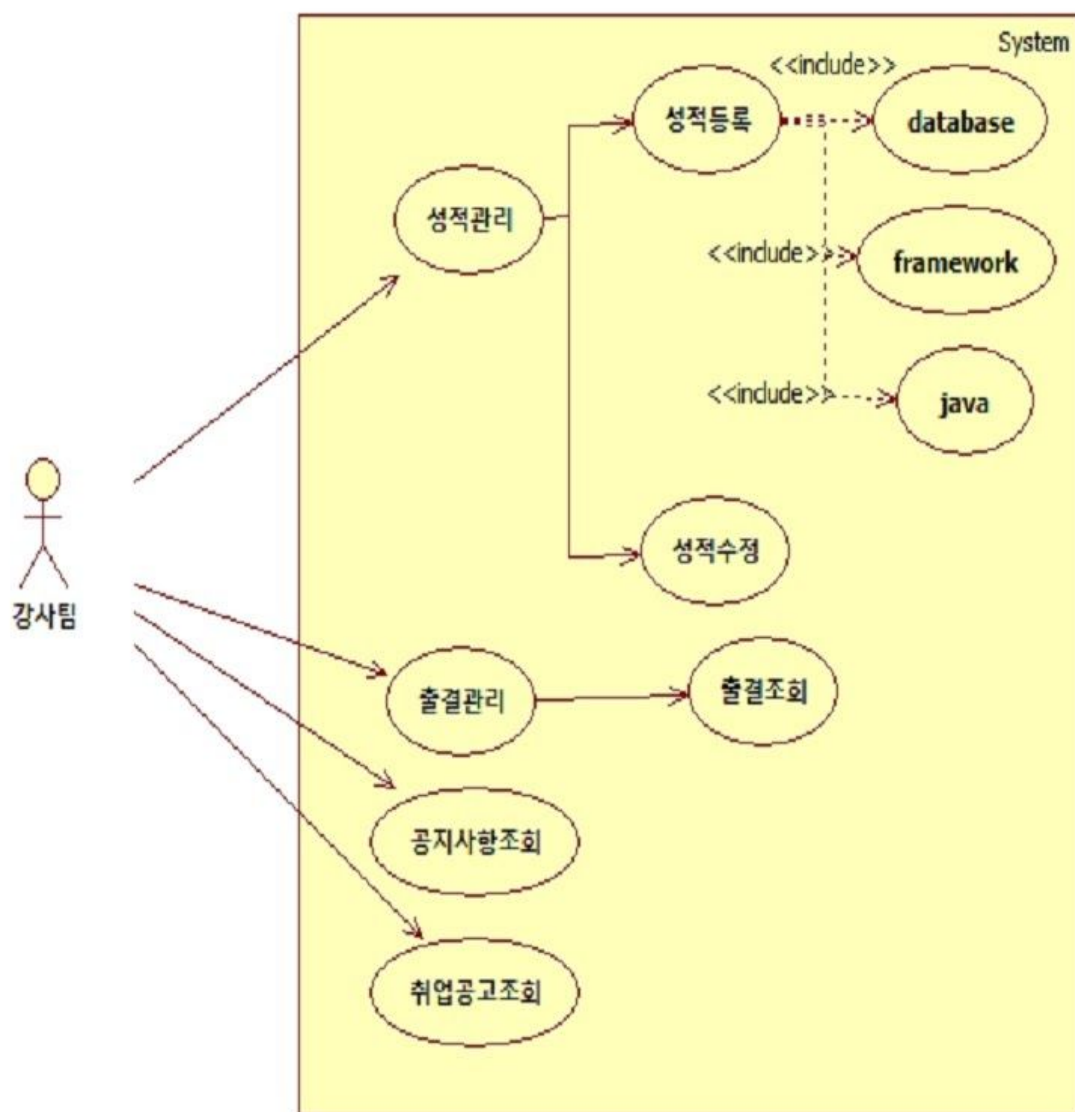 System
<<include>>
성적등록
database
성적관리
<<include>>
framework
<<include>>
java
성적수정
강사팀
출결관리
출결조회
공지사항조회
취업공고조회